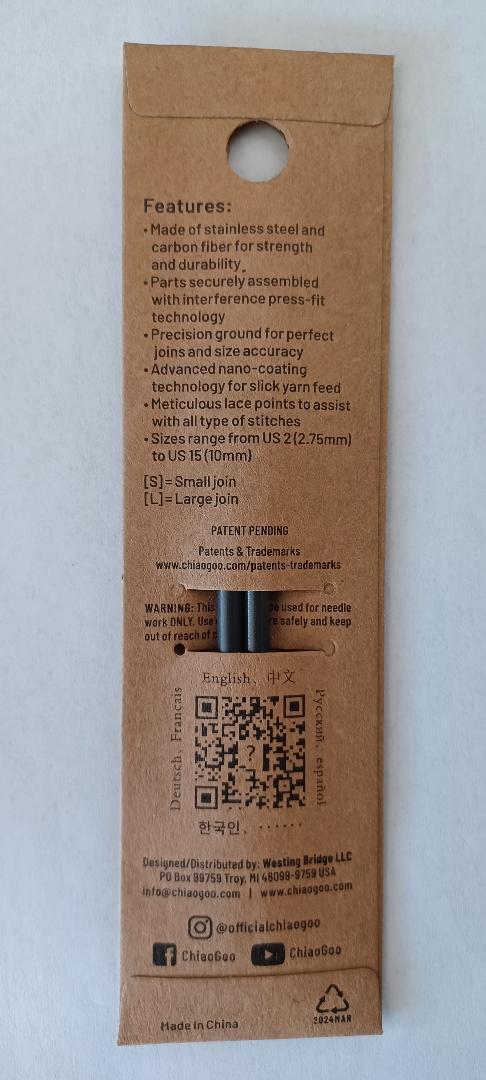 Features:
• Made of stainless steel and
carbon fiber for strength
and durability.
• Parts securely assembled
with interference press-fit
technology
• Precision ground for perfect
joins and size accuracy
• Advanced nano-coating
technology for slick yarn feed
• Meticulous lace points to assist
with all type of stitches
• Sizes range from US 2 (2.75mm)
to US 15 (10mm)
[S]=Small join
[L]=Large join
PATENT PENDING
Patents & Trademarks
www.chiaogoo.com/patents-trademarks
WARNING: This be used for needle
work ONLY. Use safely and keep
out of reach of
English、中文
Deutsch、Francais
Русский、español
?
한국인、······
Designed/Distributed by: Westing Bridge LLC
PO Box 99759 Troy, MI 48099-9759 USA
info@chiaogoo.com | www.chiaogoo.com
@officialchiaogoo
ChiaoGoo ChiaoGoo
Made in China
2024MAR